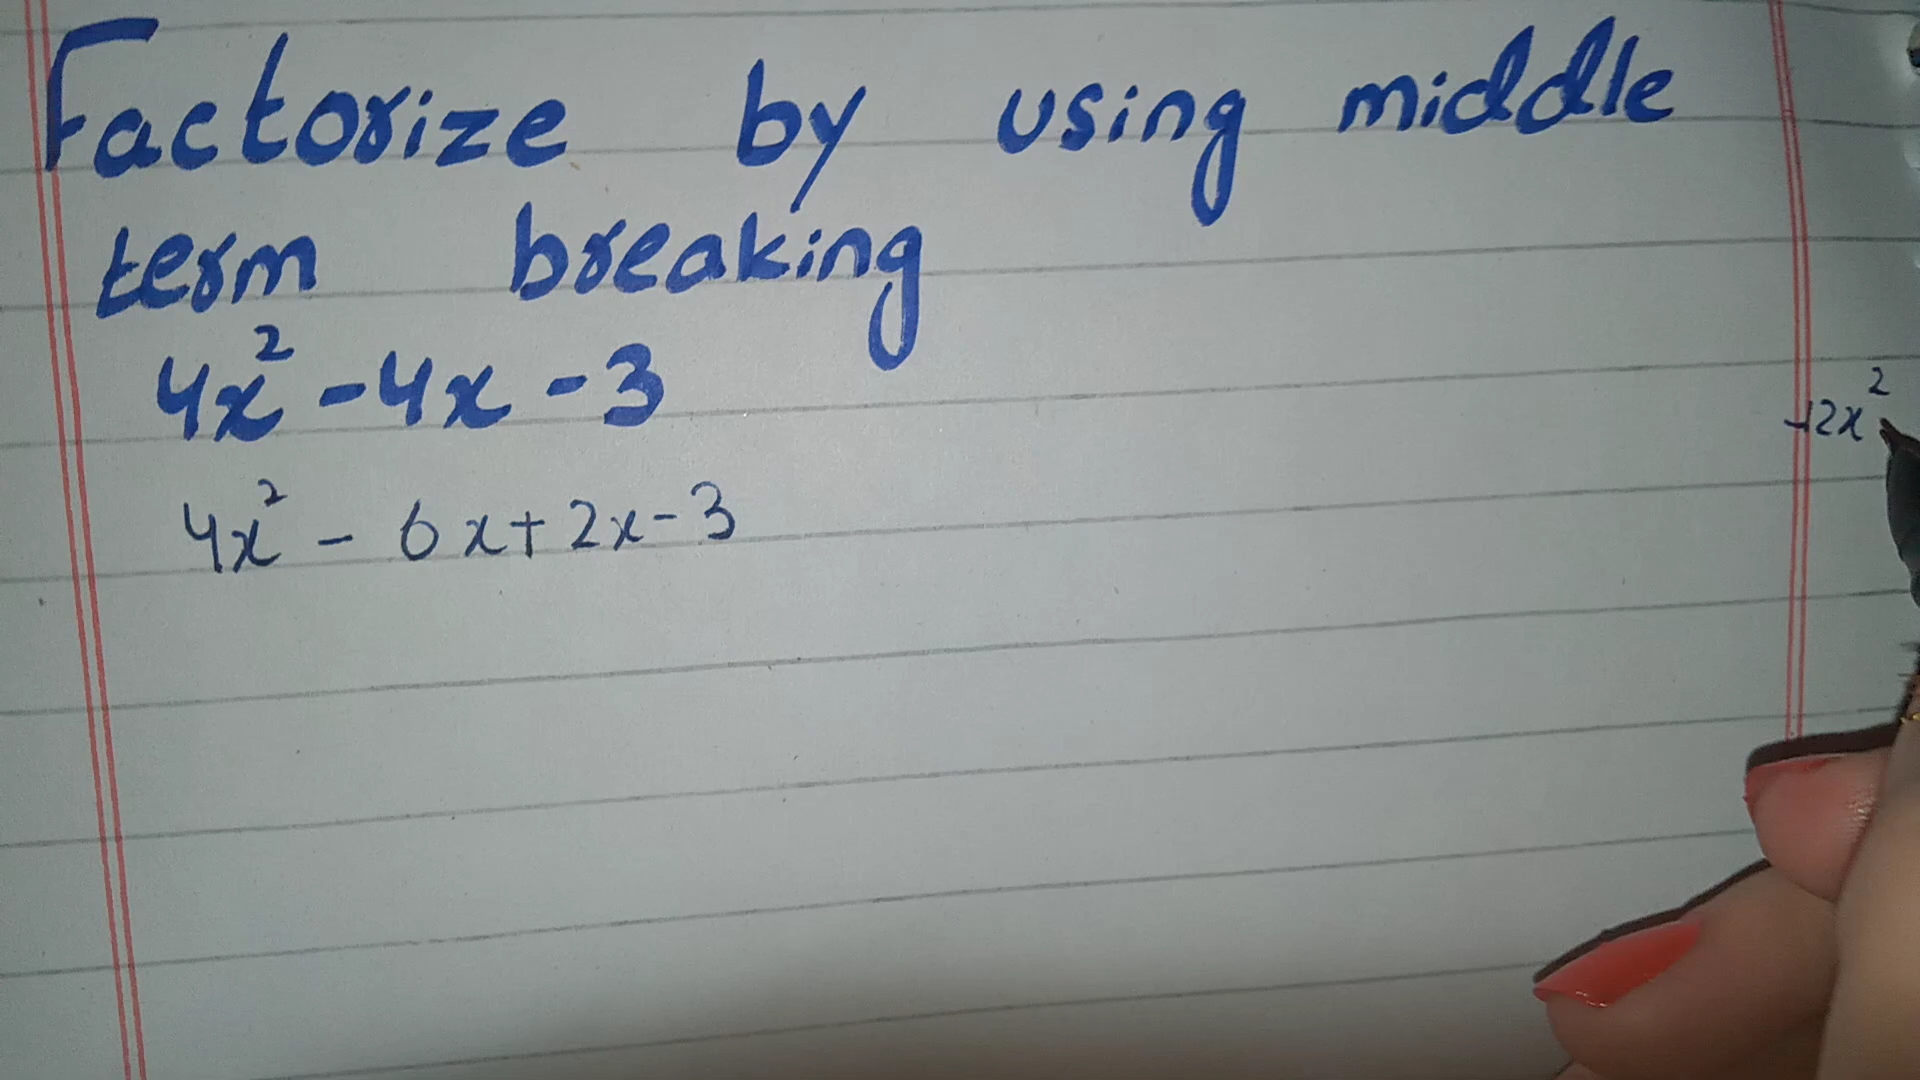 Factorize by using middle
term breaking
4x² - 4x - 3
-12x²
4x² - 6x + 2x - 3